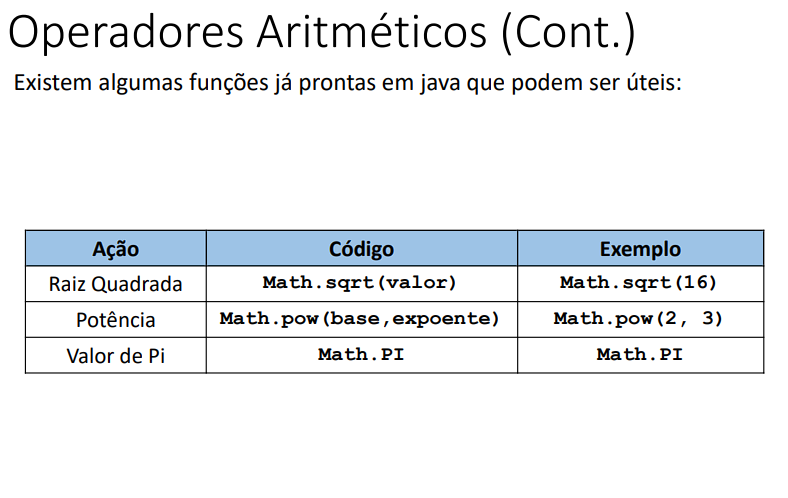 Operadores Aritméticos (Cont.)
Existem algumas funções já prontas em java que podem ser úteis:
Ação Código Exemplo
Raiz Quadrada Math.sqrt(valor) Math.sqrt(16)
Potência Math.pow(base,expoente) Math.pow(2, 3)
Valor de Pi Math.PI Math.PI